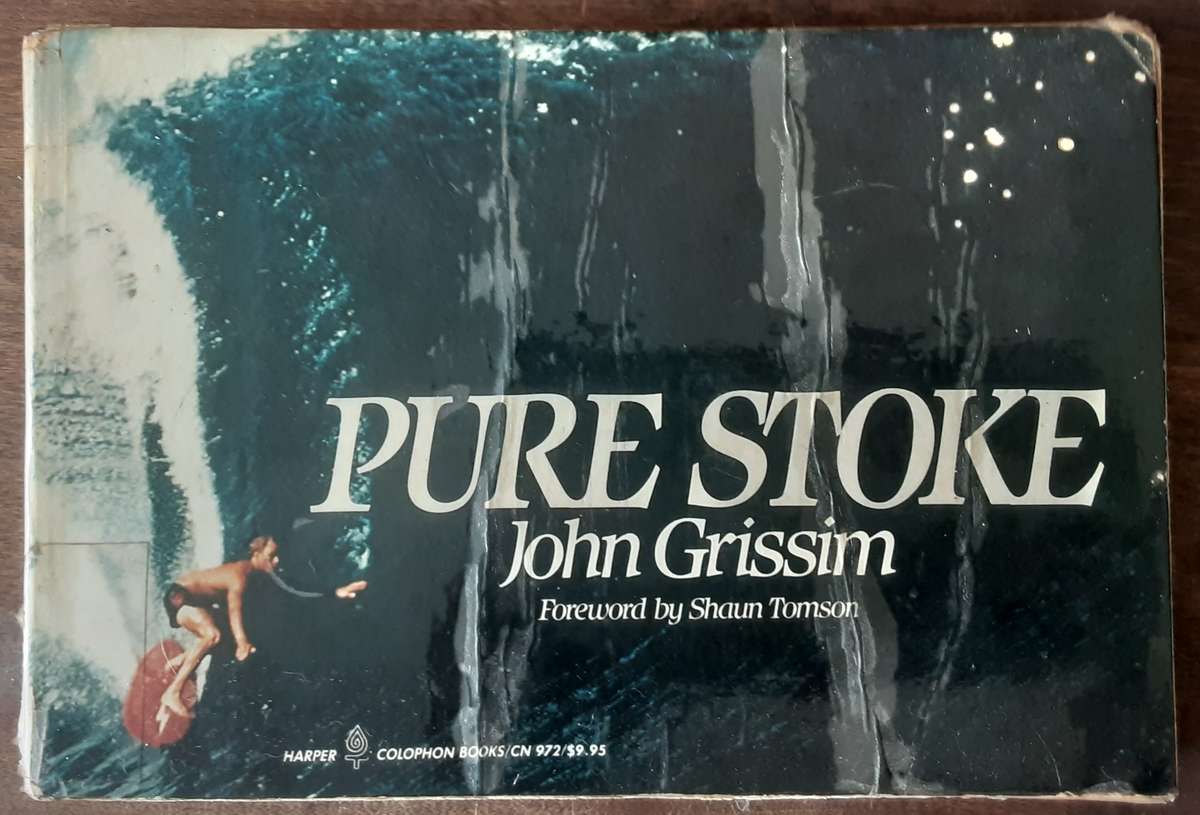 PURE STOKE
John Grissim
Foreword by Shaun Tomson
HARPER COLOPHON BOOKS/CN 972/$9.95